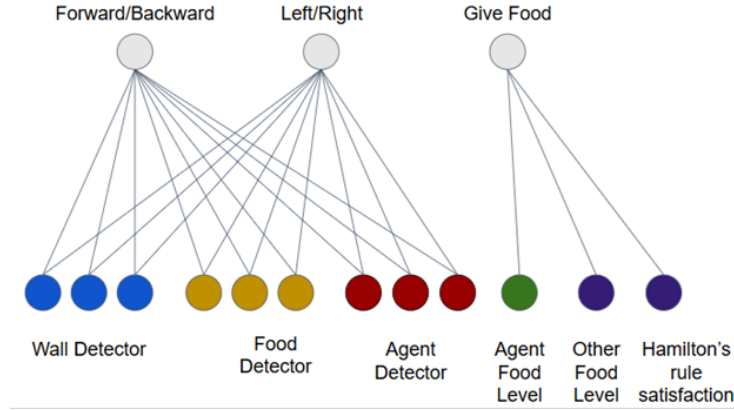 Forward/Backward
Left/Right
Give Food
Wall Detector
Food
Detector
Agent
Detector
Agent
Food
Level
Other
Food
Level
Hamilton's
rule
satisfaction